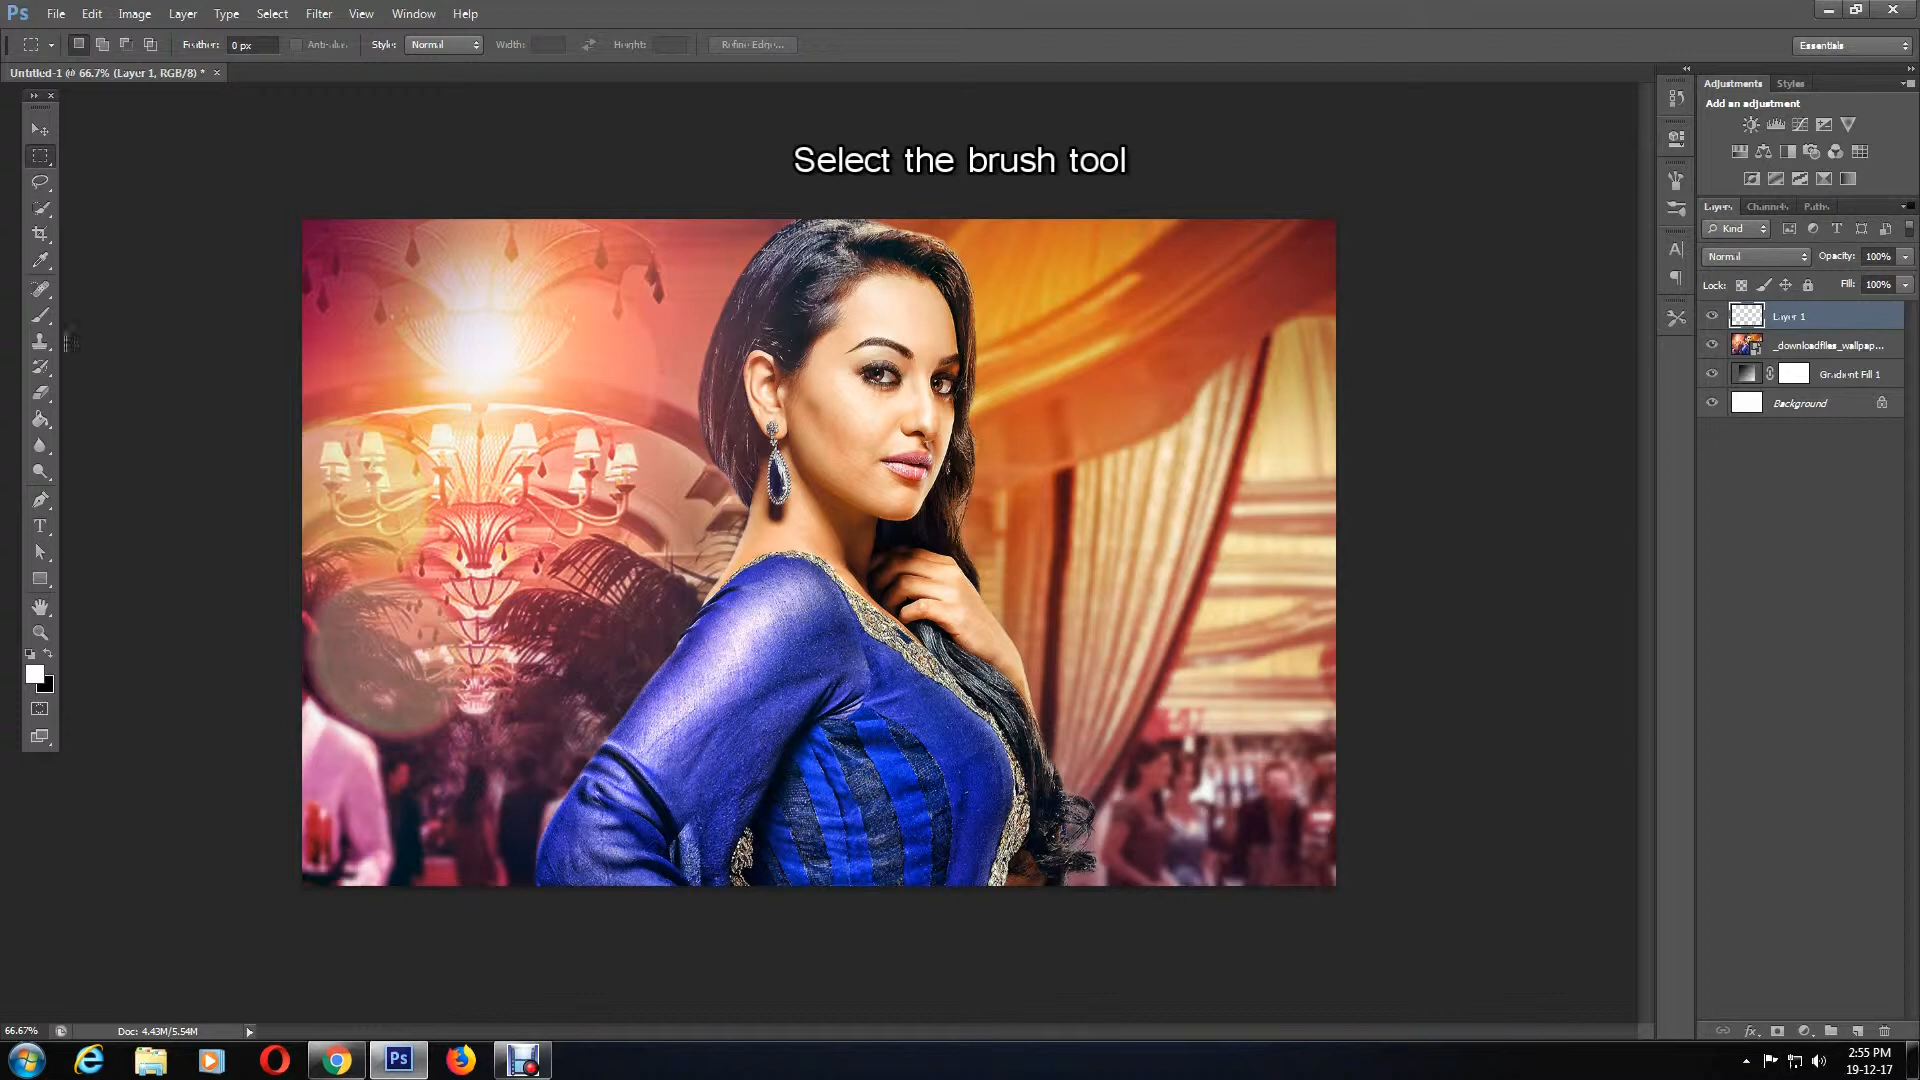 Ps File Edit Image Layer Type Select Filter View Window Help
Feather: 0 px Anti-alias Style: Normal Width: Height: Refine Edge... Essentials
Untitled-1 @ 66.7% (Layer 1, RGB/8) *
Adjustments Styles
Add an adjustment
Select the brush tool
Layers Channels Paths
Kind
Normal Opacity: 100%
Lock: Fill: 100%
Layer 1
_downloadfiles_wallpap...
Gradient Fill 1
Background
66.67% Doc: 4.43M/5.54M
Ps
2:55 PM
19-12-17